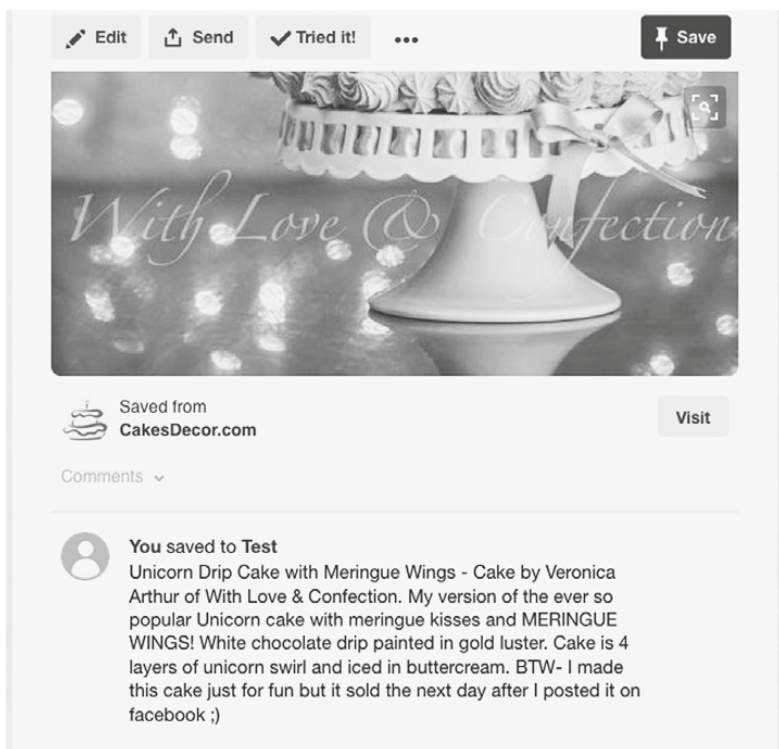 Edit Send Tried it! Save
With Love & Confection
Saved from
CakesDecor.com
Visit
Comments
You saved to Test
Unicorn Drip Cake with Meringue Wings - Cake by Veronica
Arthur of With Love & Confection. My version of the ever so
popular Unicorn cake with meringue kisses and MERINGUE
WINGS! White chocolate drip painted in gold luster. Cake is 4
layers of unicorn swirl and iced in buttercream. BTW- I made
this cake just for fun but it sold the next day after I posted it on
facebook ;)